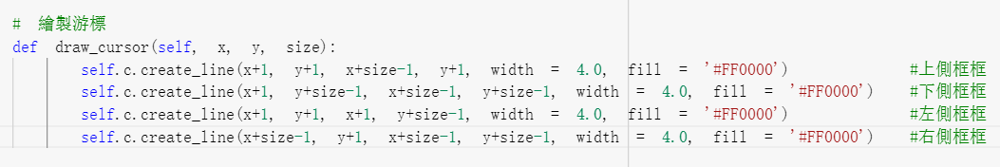 # 繪製游標
def draw_cursor(self, x, y, size):
self.c.create_line(x+1, y+1, x+size-1, y+1, width = 4.0, fill = '#FF0000') #上側框框
self.c.create_line(x+1, y+size-1, x+size-1, y+size-1, width = 4.0, fill = '#FF0000') #下側框框
self.c.create_line(x+1, y+1, x+1, y+size-1, width = 4.0, fill = '#FF0000') #左側框框
self.c.create_line(x+size-1, y+1, x+size-1, y+size-1, width = 4.0, fill = '#FF0000') #右側框框